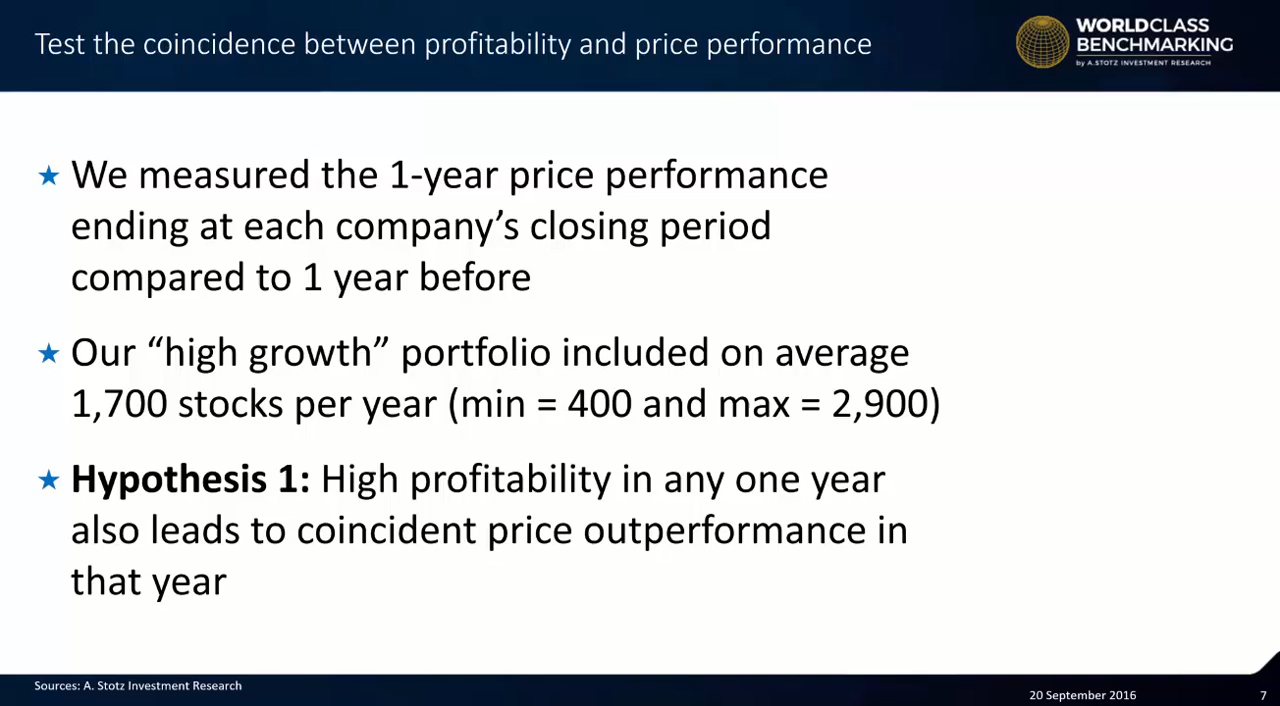 Test the coincidence between profitability and price performance
WORLDCLASS
BENCHMARKING
by A.STOTZ INVESTMENT RESEARCH
We measured the 1-year price performance
ending at each company’s closing period
compared to 1 year before
Our “high growth” portfolio included on average
1,700 stocks per year (min = 400 and max = 2,900)
Hypothesis 1: High profitability in any one year
also leads to coincident price outperformance in
that year
Sources: A. Stotz Investment Research
20 September 2016
7